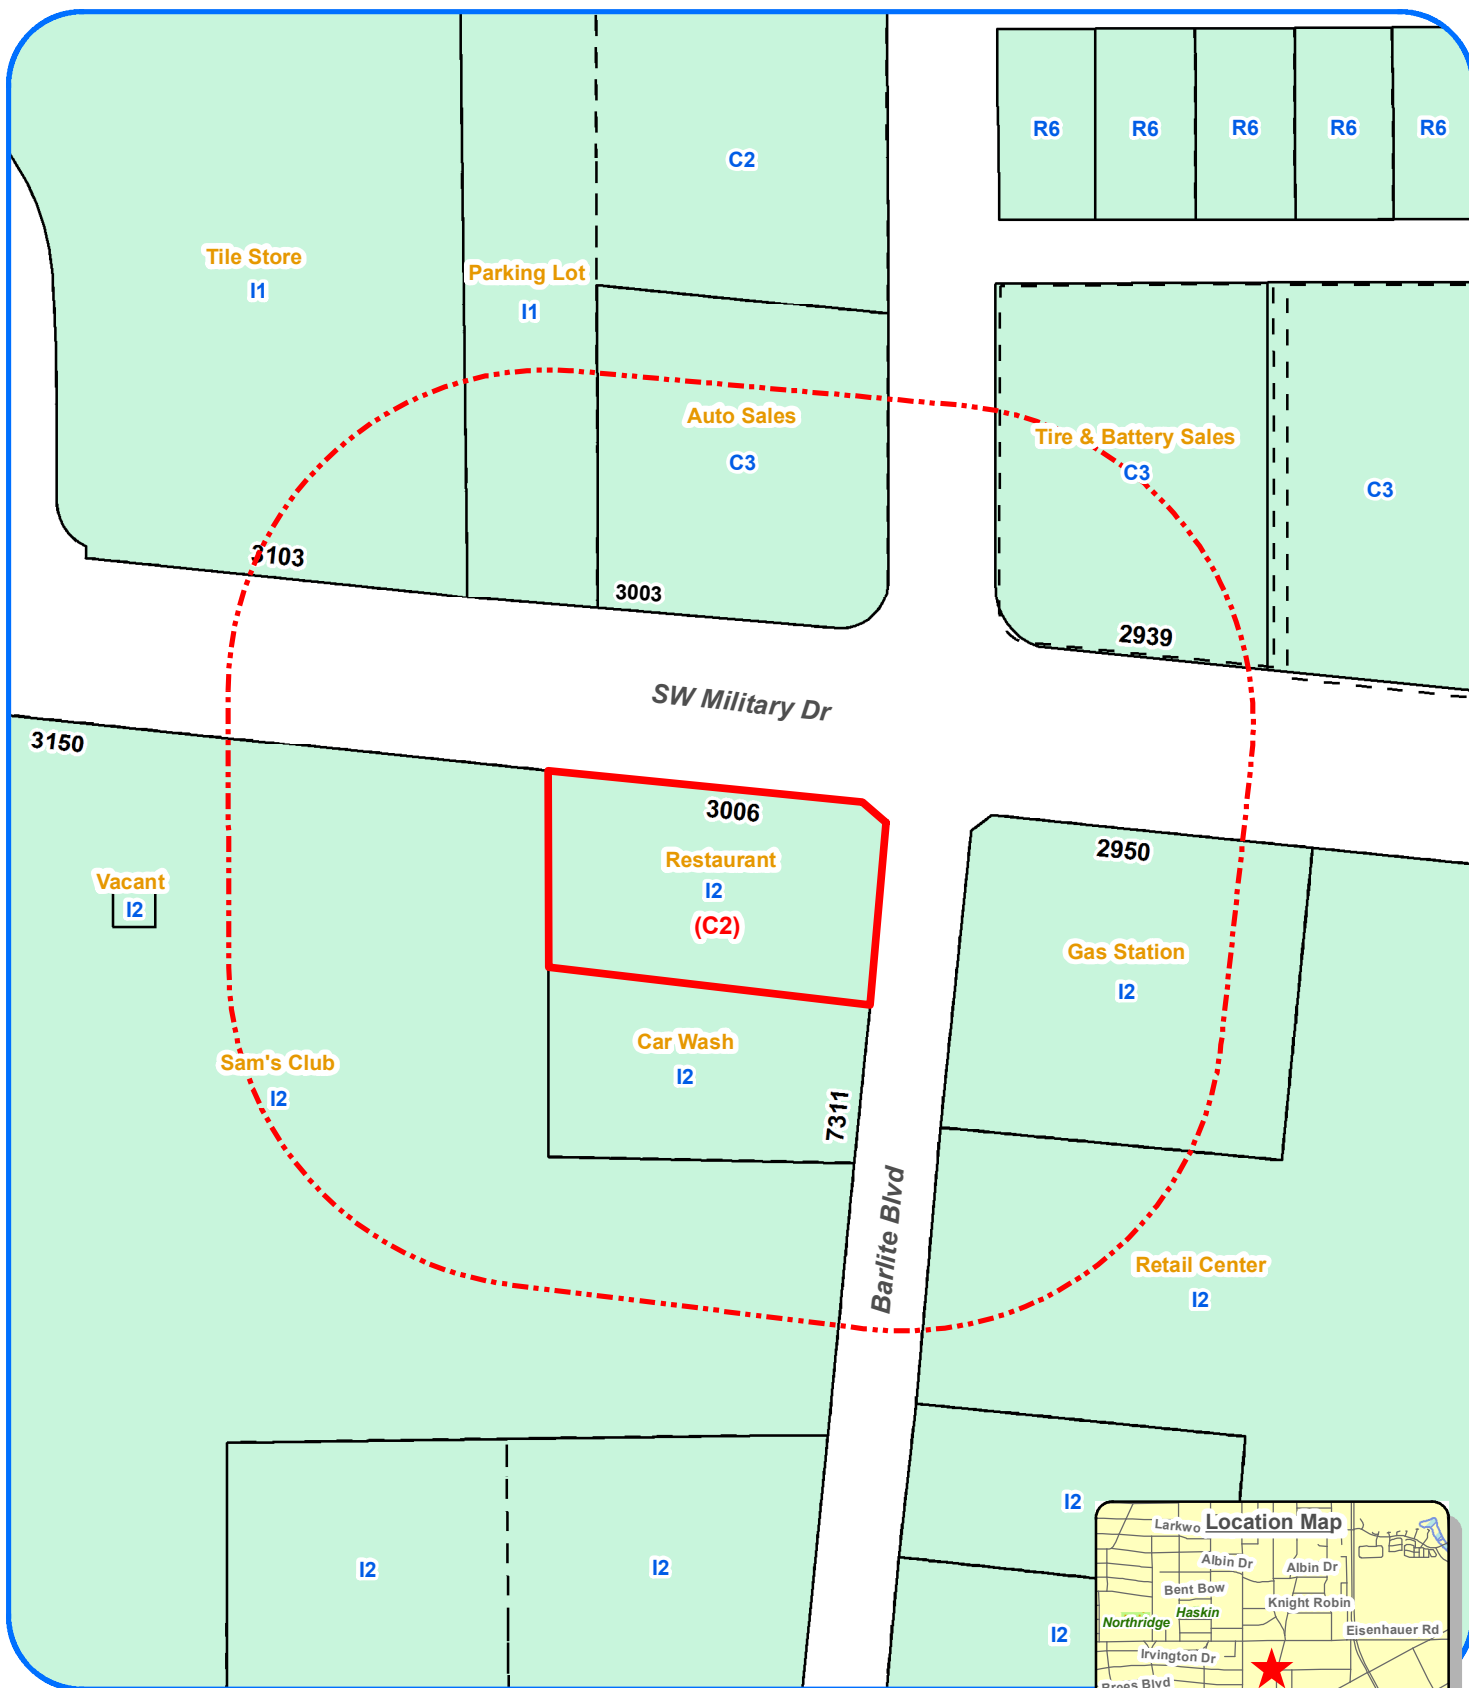 R6
R6
R6
R6
R6
C2
Tile Store
I1
Parking Lot
I1
Auto Sales
C3
Tire & Battery Sales
C3
C3
3103
3003
2939
SW Military Dr
3150
3006
Restaurant
I2
(C2)
2950
Vacant
I2
Gas Station
I2
Car Wash
I2
Sam's Club
I2
7311
Barlite Blvd
Retail Center
I2
I2
I2
I2
I2
Location Map
Larkwo
Albin Dr
Albin Dr
Bent Bow
Knight Robin
Haskin
Northridge
Eisenhauer Rd
Irvington Dr
Brees Blvd